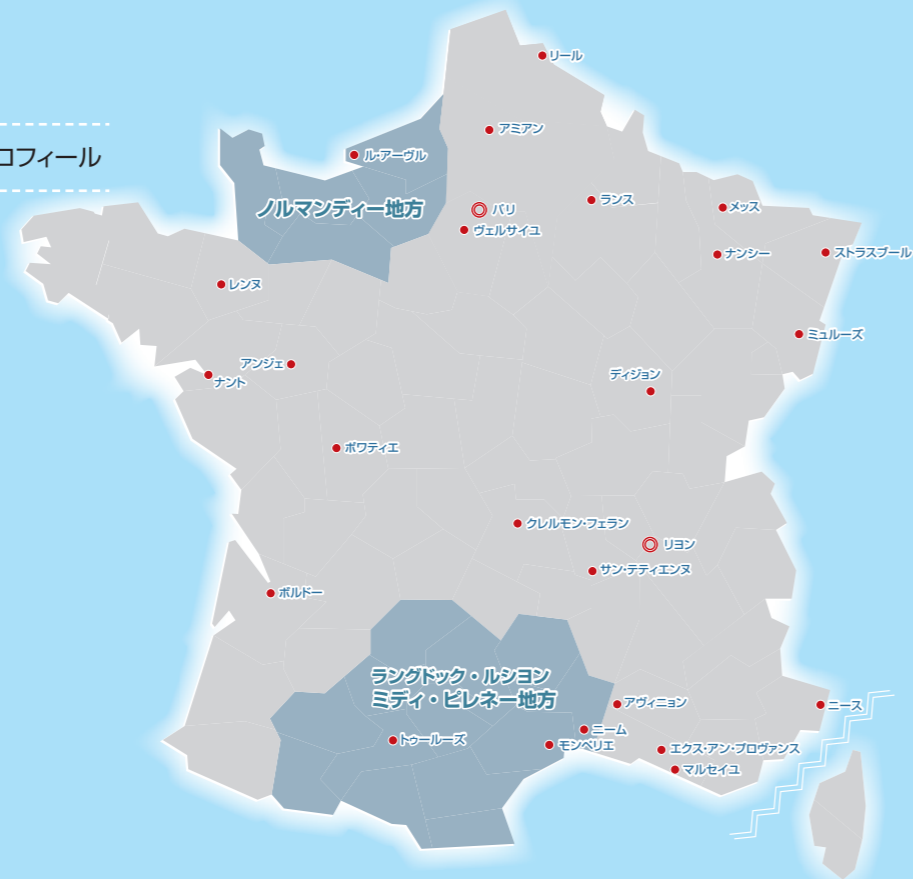 リール
アミアン
ロフィール
ル・アーヴル
ランス
メッス
ノルマンディー地方
パリ
ヴェルサイユ
ナンシー
ストラスブール
レンヌ
ミュルーズ
アンジェ
ナント
ディジョン
ポワティエ
クレルモン・フェラン
リヨン
サン・テティエンヌ
ボルドー
ラングドック・ルシヨン
ミディ・ピレネー地方
アヴィニョン
ニース
ニーム
トゥールーズ
モンペリエ
エクス・アン・プロヴァンス
マルセイユ